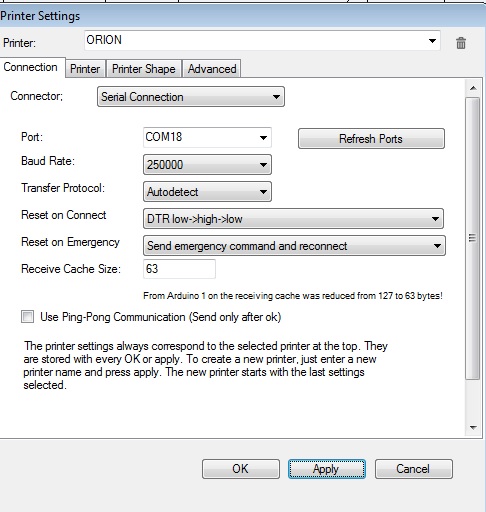 Printer Settings
Printer: ORION
Connection Printer Printer Shape Advanced
Connector; Serial Connection
Port: COM18 Refresh Ports
Baud Rate: 250000
Transfer Protocol: Autodetect
Reset on Connect DTR low->high->low
Reset on Emergency Send emergency command and reconnect
Receive Cache Size: 63
From Arduino 1 on the receiving cache was reduced from 127 to 63 bytes!
Use Ping-Pong Communication (Send only after ok)
The printer settings always correspond to the selected printer at the top. They
are stored with every OK or apply. To create a new printer, just enter a new
printer name and press apply. The new printer starts with the last settings
selected.
OK Apply Cancel